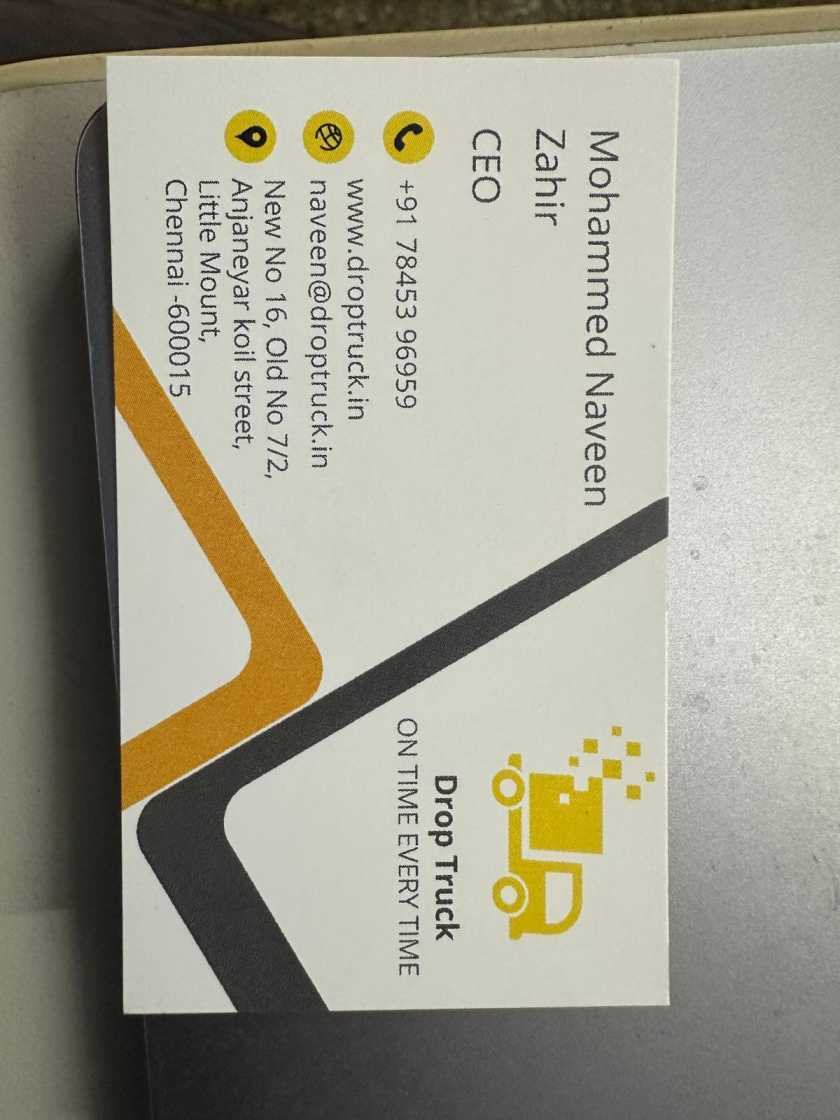 Mohammed Naveen
Zahir
CEO
+91 78453 96959
www.droptruck.in
naveen@droptruck.in
New No 16, Old No 7/2,
Anjaneyar koil street,
Little Mount,
Chennai -600015
Drop Truck
ON TIME EVERY TIME